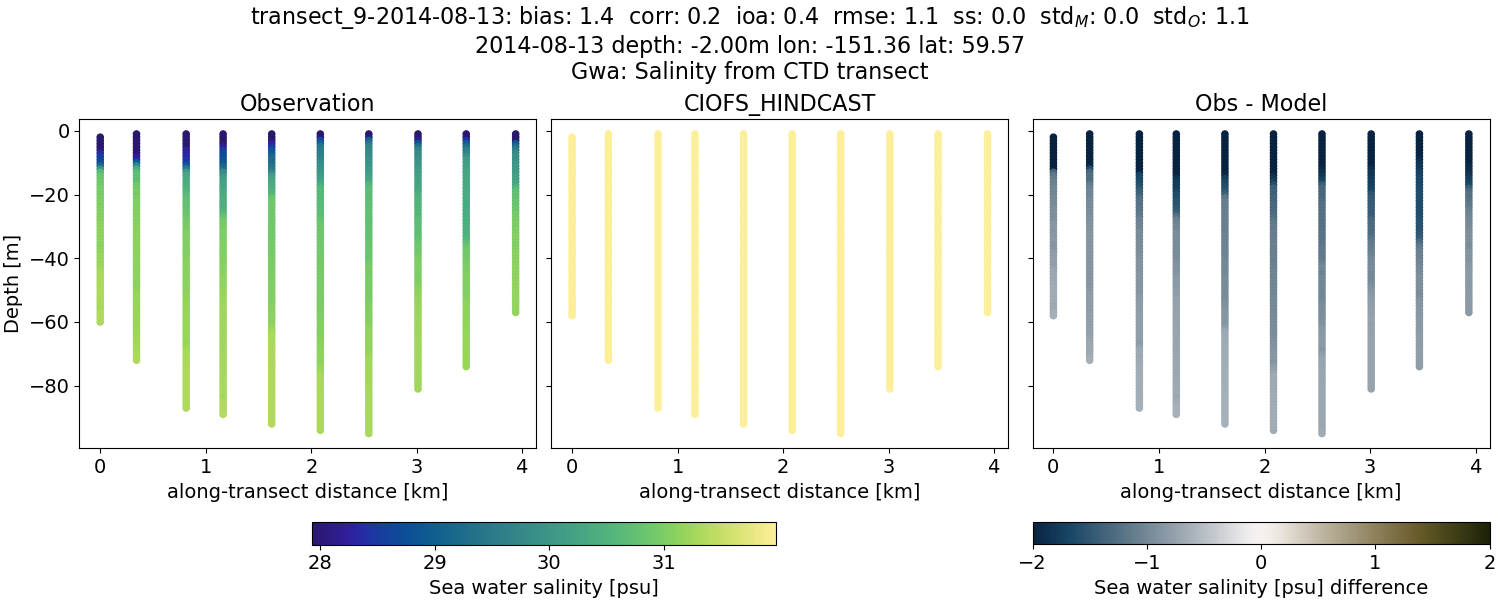 transect_9-2014-08-13: bias: 1.4  corr: 0.2  ioa: 0.4  rmse: 1.1  ss: 0.0  std_M: 0.0  std_O: 1.1
2014-08-13 depth: -2.00m lon: -151.36 lat: 59.57
Gwa: Salinity from CTD transect
Observation
CIOFS_HINDCAST
Obs - Model
Depth [m]
0
−20
−40
−60
−80
0 1 2 3 4
0 1 2 3 4
0 1 2 3 4
along-transect distance [km]
along-transect distance [km]
along-transect distance [km]
28 29 30 31
Sea water salinity [psu]
−2 −1 0 1 2
Sea water salinity [psu] difference